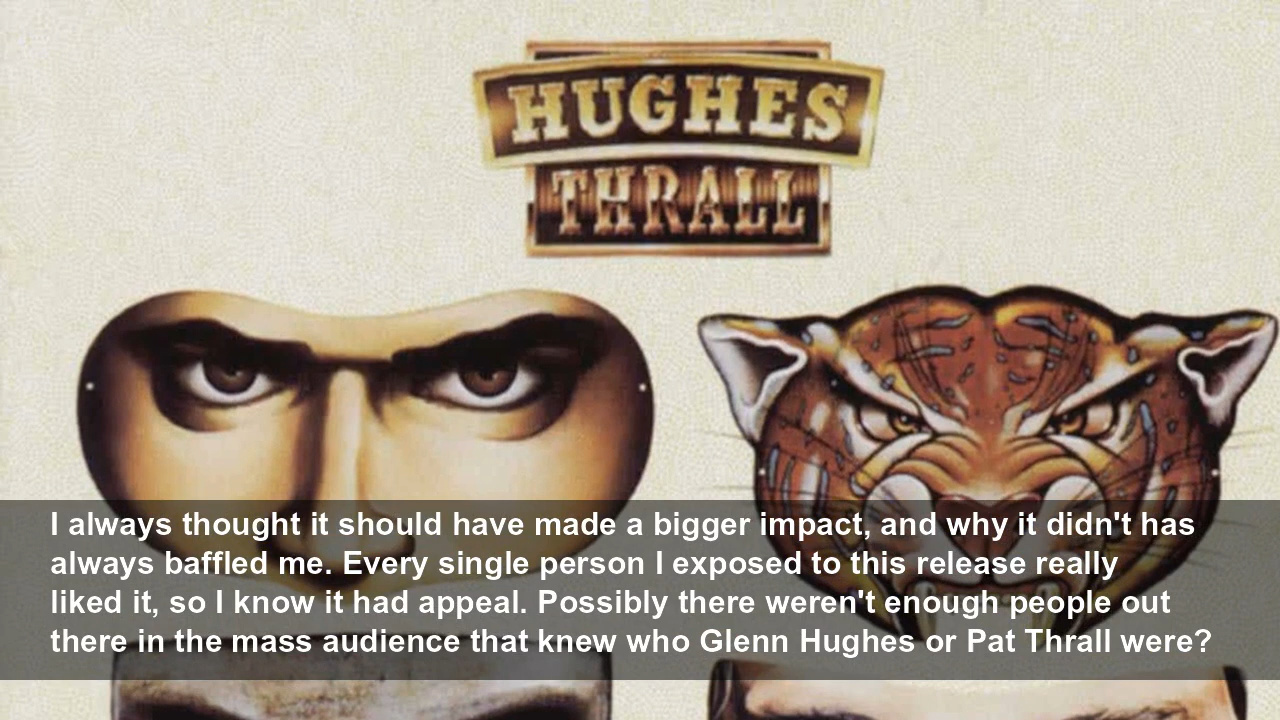 HUGHES
THRALL
I always thought it should have made a bigger impact, and why it didn't has
always baffled me. Every single person I exposed to this release really
liked it, so I know it had appeal. Possibly there weren't enough people out
there in the mass audience that knew who Glenn Hughes or Pat Thrall were?